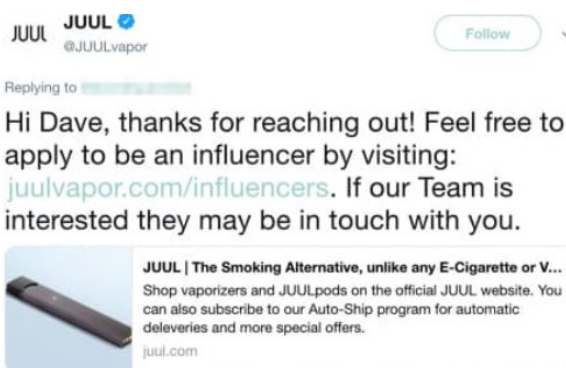 JUUL
JUUL
@JUULvapor
Follow
Replying to
Hi Dave, thanks for reaching out! Feel free to
apply to be an influencer by visiting:
juulvapor.com/influencers. If our Team is
interested they may be in touch with you.
JUUL | The Smoking Alternative, unlike any E-Cigarette or V...
Shop vaporizers and JUULpods on the official JUUL website. You
can also subscribe to our Auto-Ship program for automatic
deleveries and more special offers.
juul.com